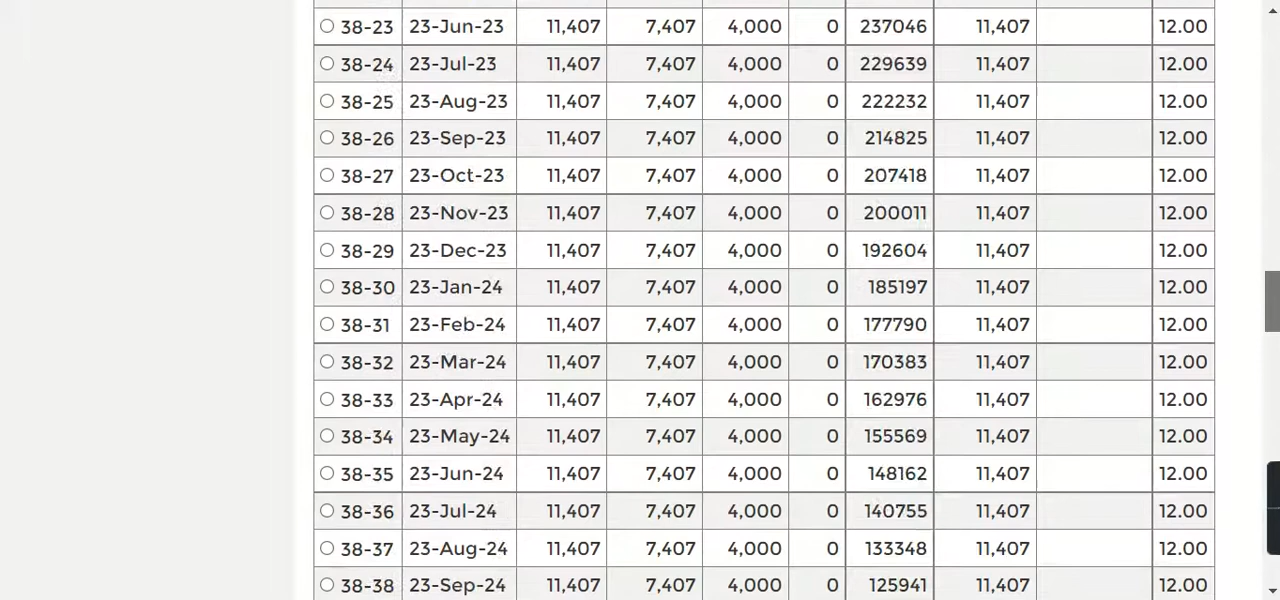 38-23 23-Jun-23 11,407 7,407 4,000 0 237046 11,407 12.00
38-24 23-Jul-23 11,407 7,407 4,000 0 229639 11,407 12.00
38-25 23-Aug-23 11,407 7,407 4,000 0 222232 11,407 12.00
38-26 23-Sep-23 11,407 7,407 4,000 0 214825 11,407 12.00
38-27 23-Oct-23 11,407 7,407 4,000 0 207418 11,407 12.00
38-28 23-Nov-23 11,407 7,407 4,000 0 200011 11,407 12.00
38-29 23-Dec-23 11,407 7,407 4,000 0 192604 11,407 12.00
38-30 23-Jan-24 11,407 7,407 4,000 0 185197 11,407 12.00
38-31 23-Feb-24 11,407 7,407 4,000 0 177790 11,407 12.00
38-32 23-Mar-24 11,407 7,407 4,000 0 170383 11,407 12.00
38-33 23-Apr-24 11,407 7,407 4,000 0 162976 11,407 12.00
38-34 23-May-24 11,407 7,407 4,000 0 155569 11,407 12.00
38-35 23-Jun-24 11,407 7,407 4,000 0 148162 11,407 12.00
38-36 23-Jul-24 11,407 7,407 4,000 0 140755 11,407 12.00
38-37 23-Aug-24 11,407 7,407 4,000 0 133348 11,407 12.00
38-38 23-Sep-24 11,407 7,407 4,000 0 125941 11,407 12.00